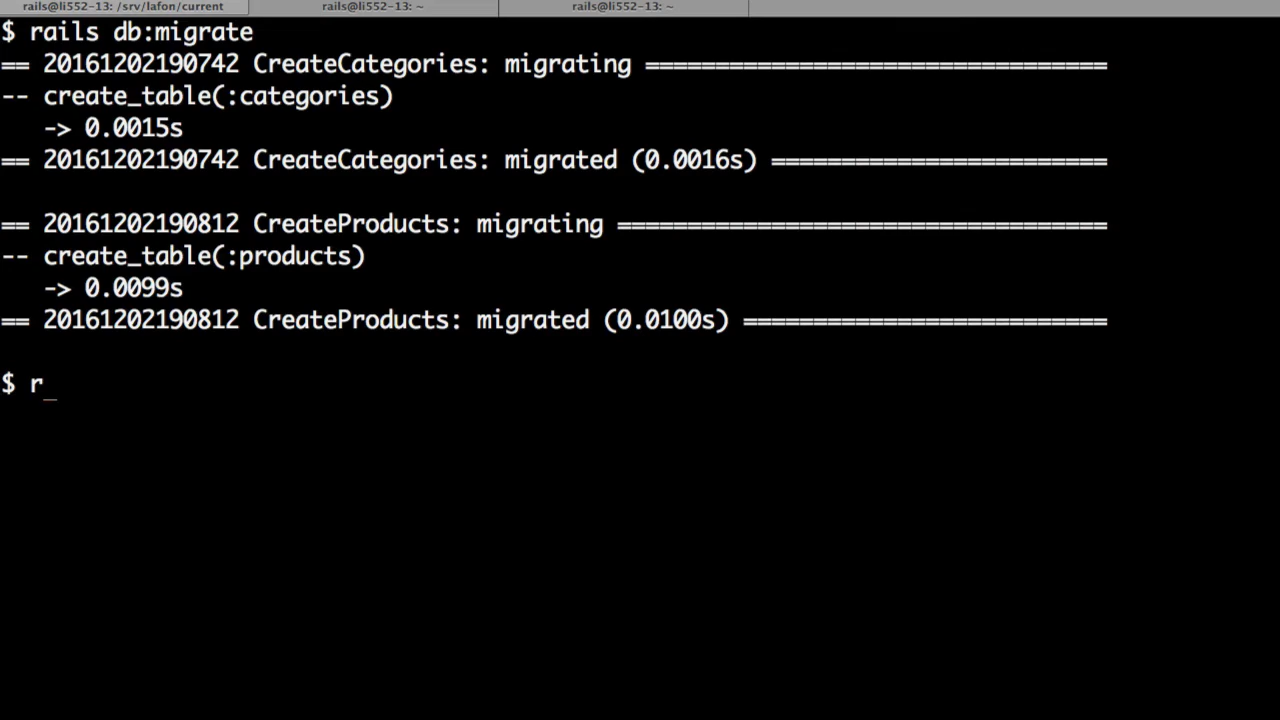 rails@li552-13: /srv/lafon/current
rails@li552-13: ~
rails@li552-13: ~
$ rails db:migrate
== 20161202190742 CreateCategories: migrating =================================
-- create_table(:categories)
   -> 0.0015s
== 20161202190742 CreateCategories: migrated (0.0016s) ========================

== 20161202190812 CreateProducts: migrating ===================================
-- create_table(:products)
   -> 0.0099s
== 20161202190812 CreateProducts: migrated (0.0100s) ==========================

$ r_